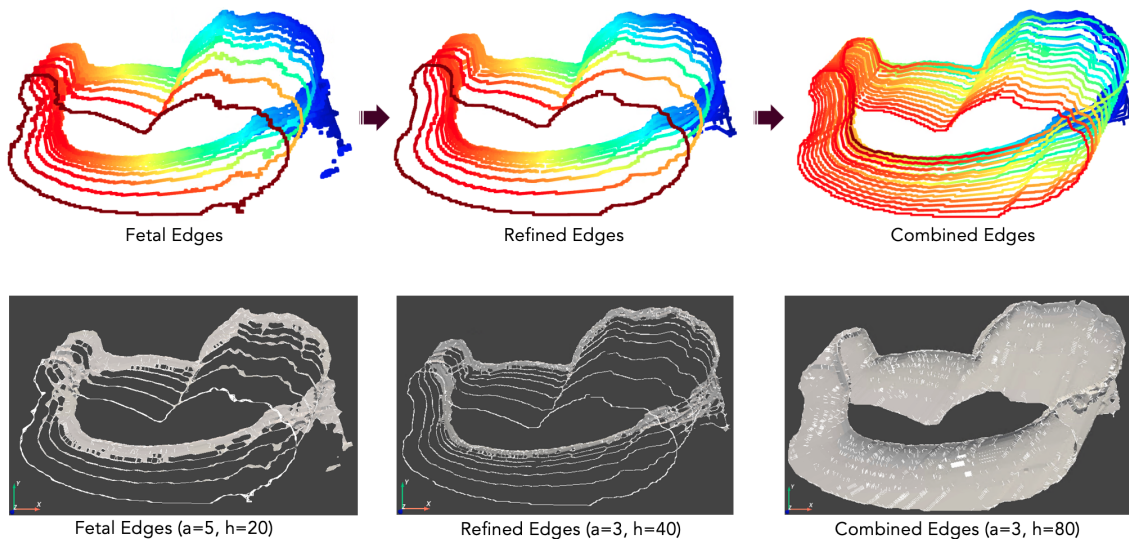 Fetal Edges
Refined Edges
Combined Edges
Y
X
Z
Y
X
Y
X
Z
Fetal Edges (a=5, h=20)
Refined Edges (a=3, h=40)
Combined Edges (a=3, h=80)